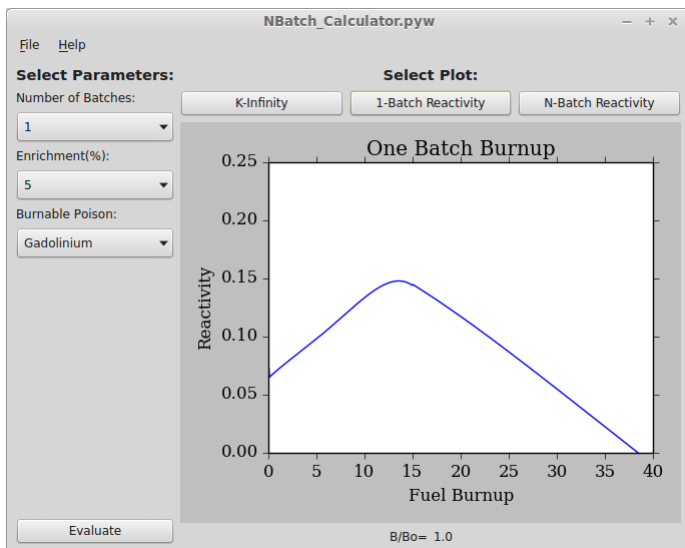 NBatch_Calculator.pyw
File Help
Select Parameters:
Select Plot:
Number of Batches:
K-Infinity 1-Batch Reactivity N-Batch Reactivity
1
Enrichment(%):
5
Burnable Poison:
Gadolinium
One Batch Burnup
0.25
0.20
0.15
0.10
0.05
0.00
Reactivity
0 5 10 15 20 25 30 35 40
Fuel Burnup
Evaluate
B/Bo= 1.0